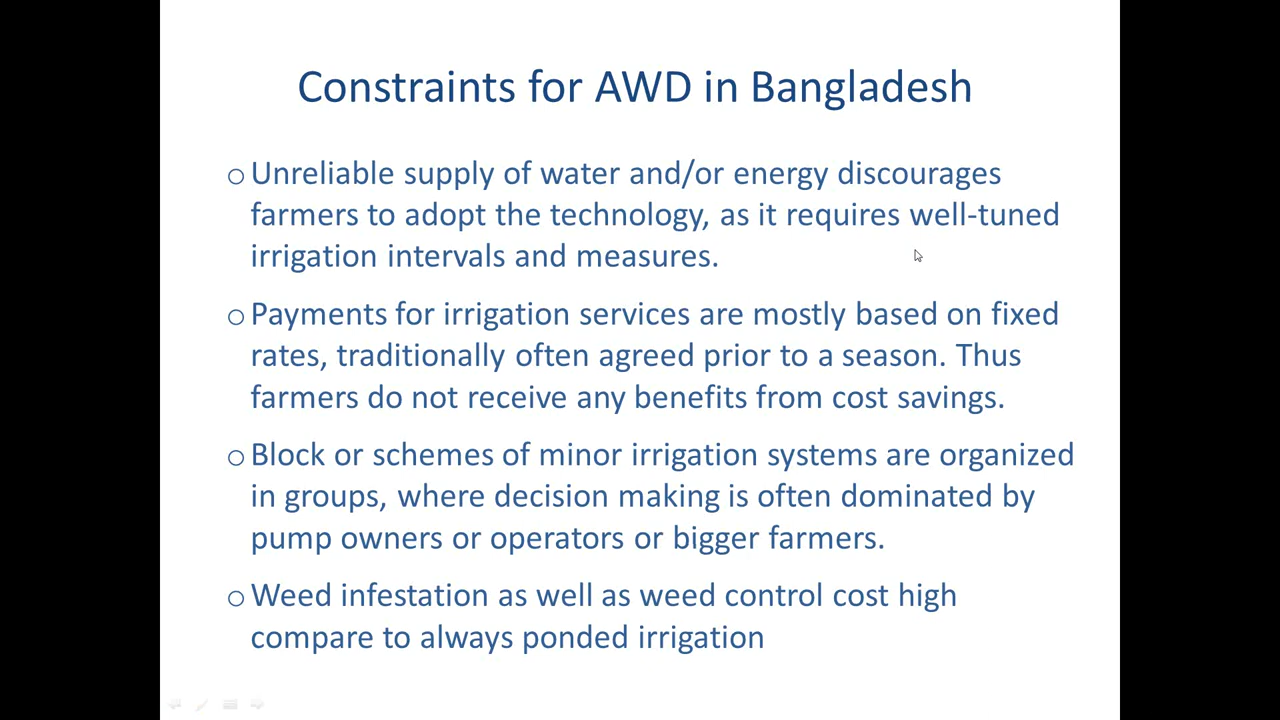 Constraints for AWD in Bangladesh
Unreliable supply of water and/or energy discourages
farmers to adopt the technology, as it requires well-tuned
irrigation intervals and measures.
Payments for irrigation services are mostly based on fixed
rates, traditionally often agreed prior to a season. Thus
farmers do not receive any benefits from cost savings.
Block or schemes of minor irrigation systems are organized
in groups, where decision making is often dominated by
pump owners or operators or bigger farmers.
Weed infestation as well as weed control cost high
compare to always ponded irrigation